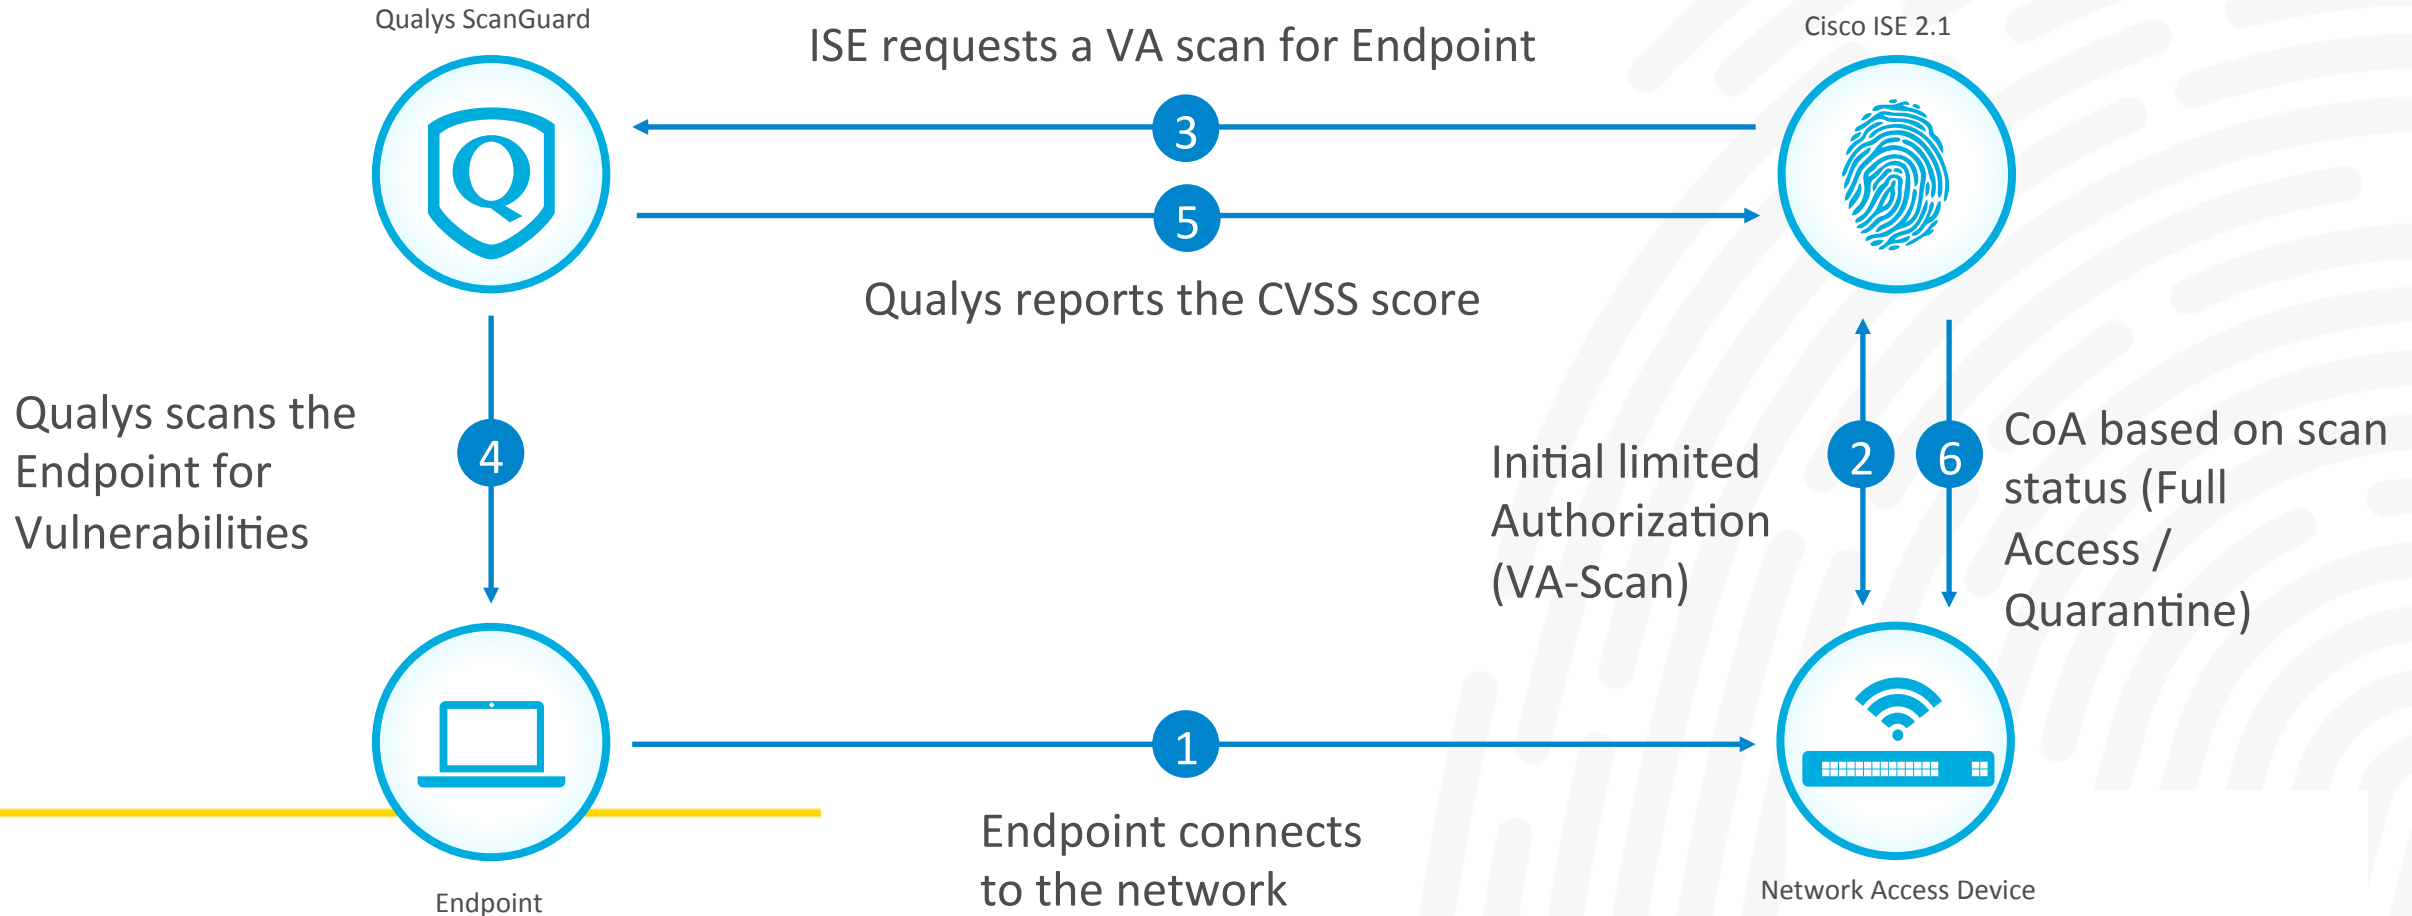 Qualys ScanGuard
ISE requests a VA scan for Endpoint
Cisco ISE 2.1
3
Q
5
Qualys reports the CVSS score
Qualys scans the
Endpoint for
Vulnerabilities
4
Initial limited
Authorization
(VA-Scan)
2
6
CoA based on scan
status (Full
Access /
Quarantine)
1
Endpoint connects
to the network
Endpoint
Network Access Device